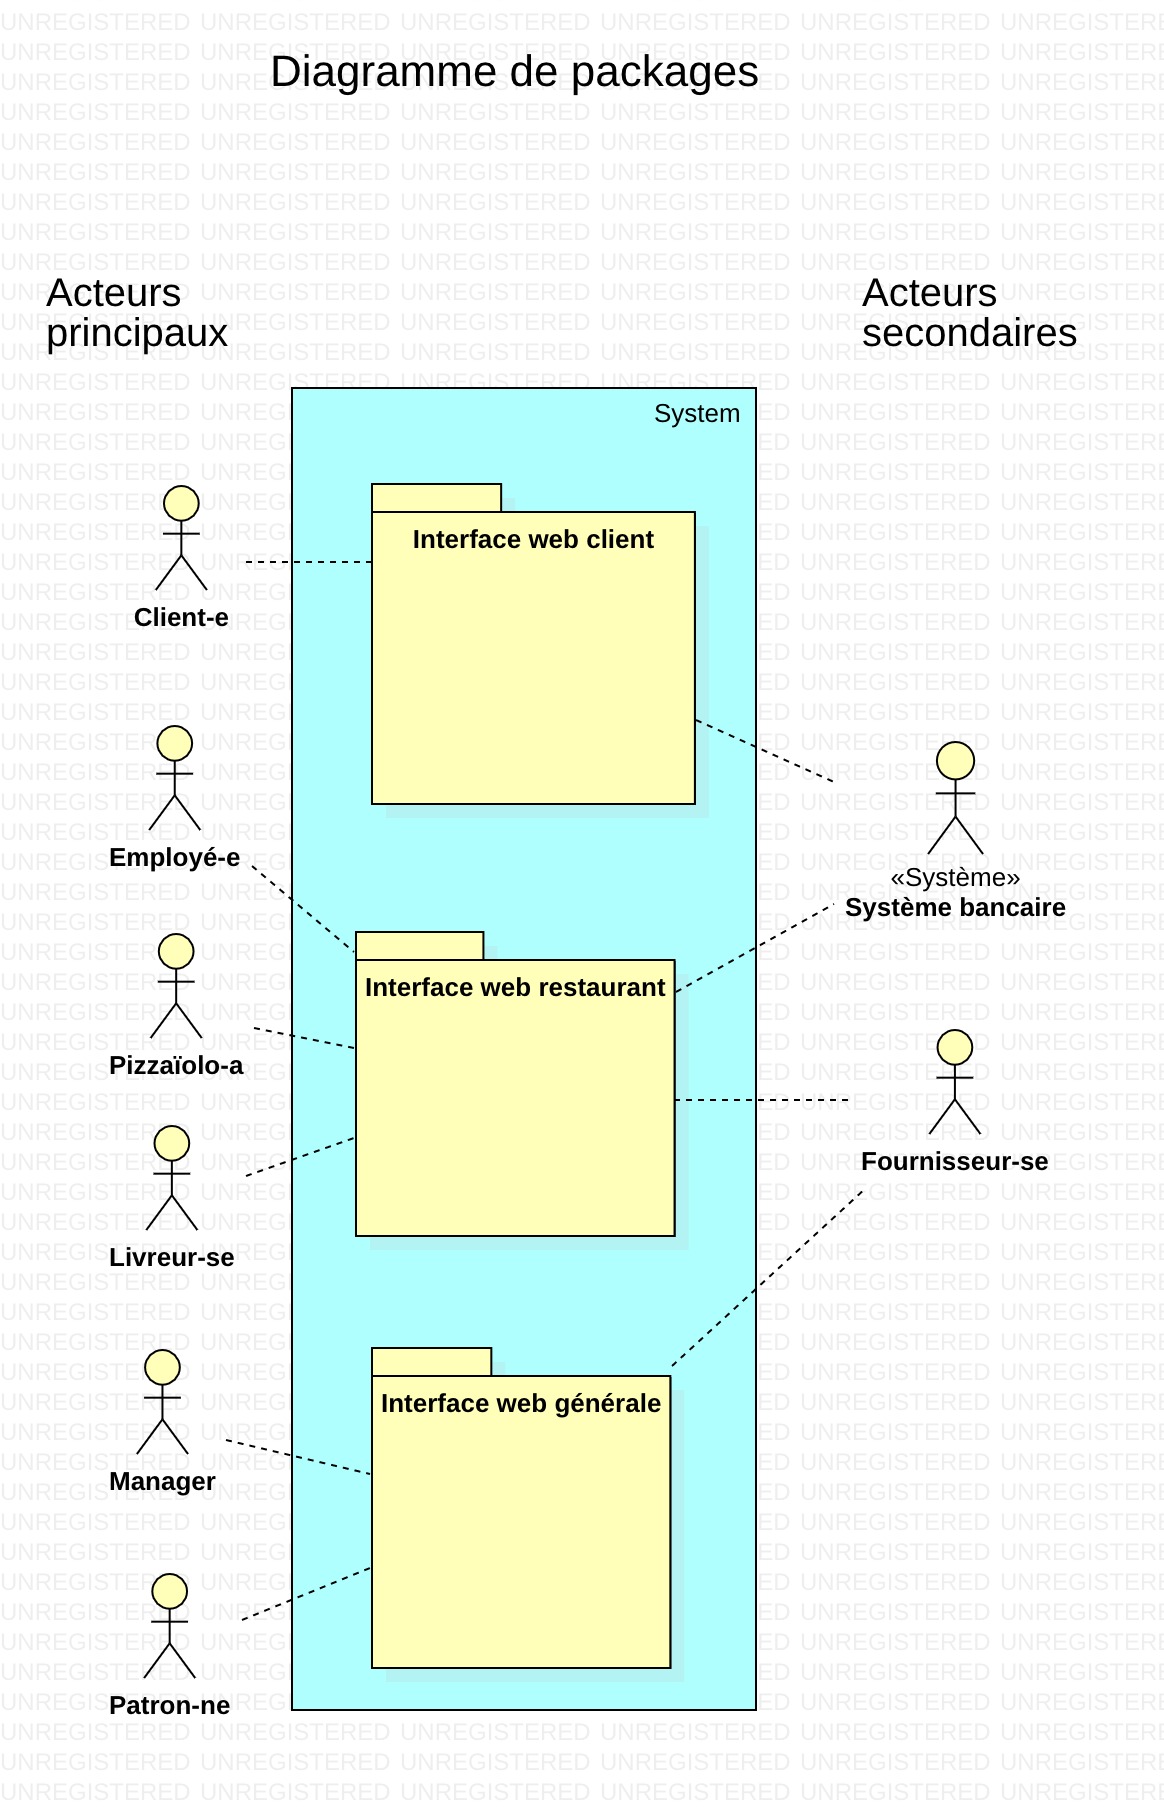 Diagramme de packages
Acteurs
principaux
Acteurs
secondaires
System
Interface web client
Client-e
Employé-e
«Système»
Système bancaire
Interface web restaurant
Pizzaïolo-a
Fournisseur-se
Livreur-se
Interface web générale
Manager
Patron-ne
UNREGISTERED UNREGISTERED UNREGISTERED UNREGISTERED UNREGISTERED UNREGISTERED